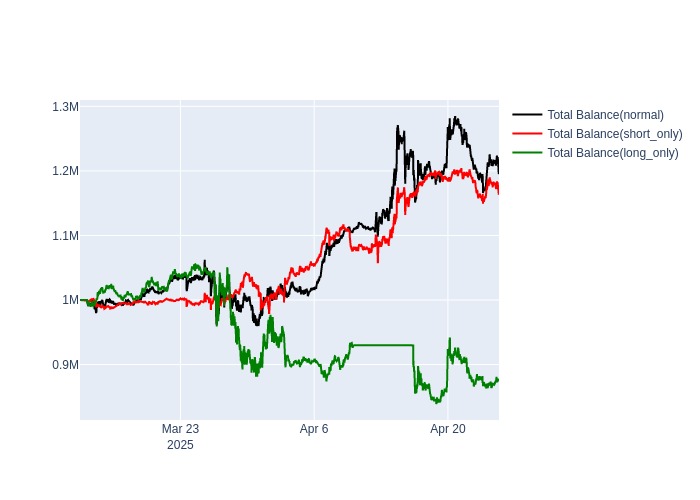 1.3M
1.2M
1.1M
1M
0.9M
Mar 23
2025
Apr 6
Apr 20
Total Balance(normal)
Total Balance(short_only)
Total Balance(long_only)